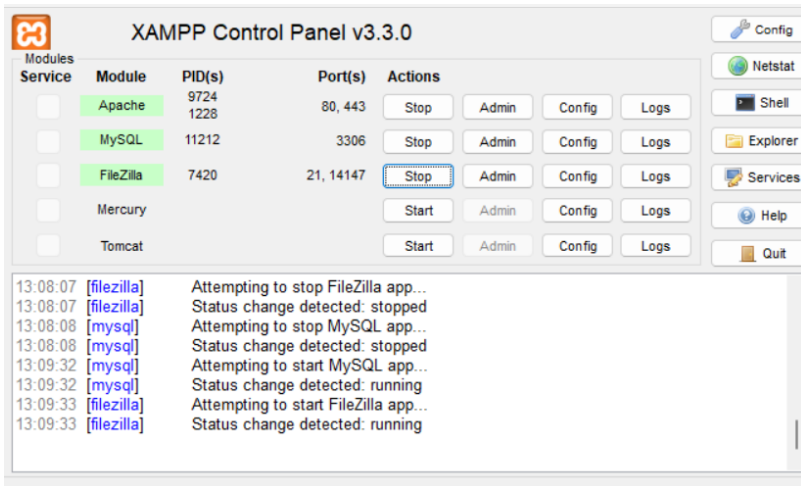 XAMPP Control Panel v3.3.0
Config
Modules
Service Module PID(s) Port(s) Actions
Netstat
Apache 9724 1228 80, 443 Stop Admin Config Logs
Shell
MySQL 11212 3306 Stop Admin Config Logs
Explorer
FileZilla 7420 21, 14147 Stop Admin Config Logs
Services
Mercury Start Admin Config Logs
Help
Tomcat Start Admin Config Logs
Quit
13:08:07 [filezilla] Attempting to stop FileZilla app...
13:08:07 [filezilla] Status change detected: stopped
13:08:08 [mysql] Attempting to stop MySQL app...
13:08:08 [mysql] Status change detected: stopped
13:09:32 [mysql] Attempting to start MySQL app...
13:09:32 [mysql] Status change detected: running
13:09:33 [filezilla] Attempting to start FileZilla app...
13:09:33 [filezilla] Status change detected: running